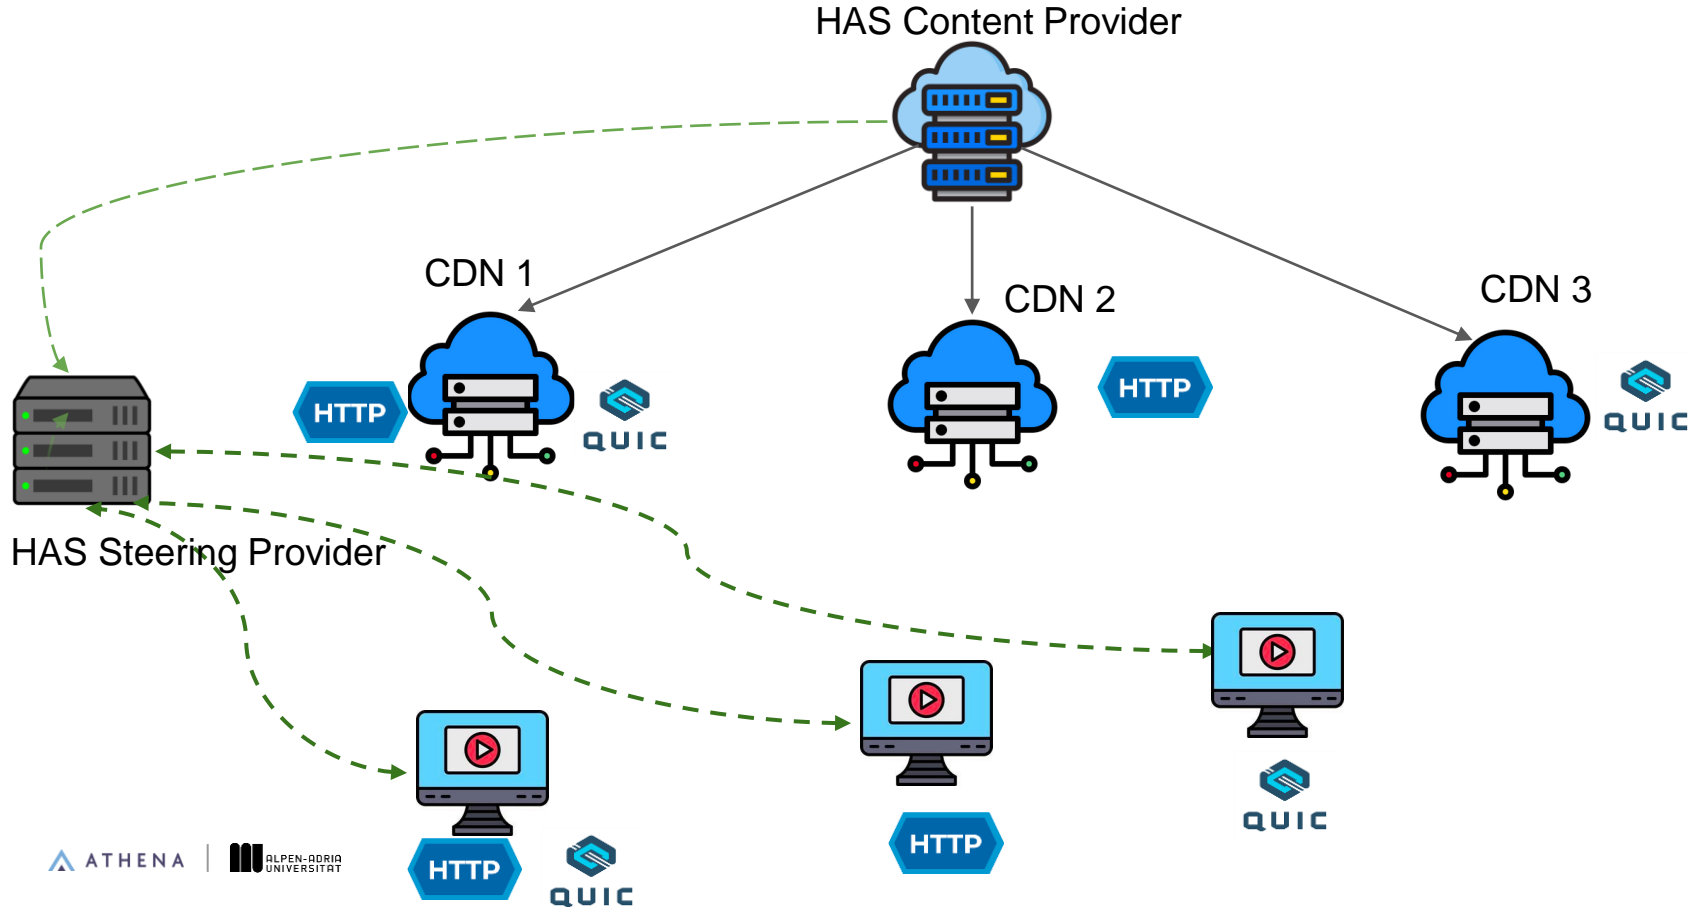 HAS Content Provider
CDN 1
CDN 2
CDN 3
HTTP
QUIC
HTTP
QUIC
HAS Steering Provider
QUIC
HTTP
HTTP
QUIC
ATHENA
ALPEN-ADRIA
UNIVERSITÄT